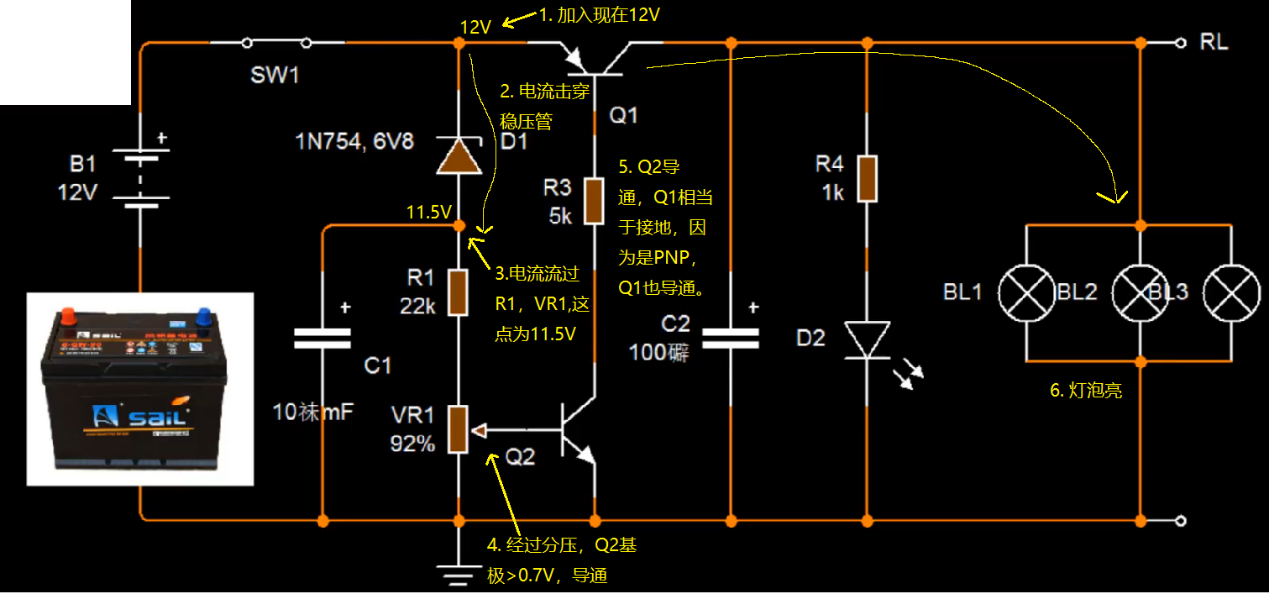 12V
1. 加入现在12V
RL
SW1
2. 电流击穿
稳压管
Q1
1N754, 6V8
D1
B1
12V
+
R3
5k
5. Q2导
通，Q1相当
于接地，因
为是PNP，
Q1也导通。
R4
1k
11.5V
3.电流流过
R1，VR1,这
点为11.5V
R1
22k
+
C1
10袜mF
+
C2
100礔
D2
BL1
BL2
BL3
6. 灯泡亮
VR1
92%
Q2
4. 经过分压，Q2基
极>0.7V，导通
sail
sail